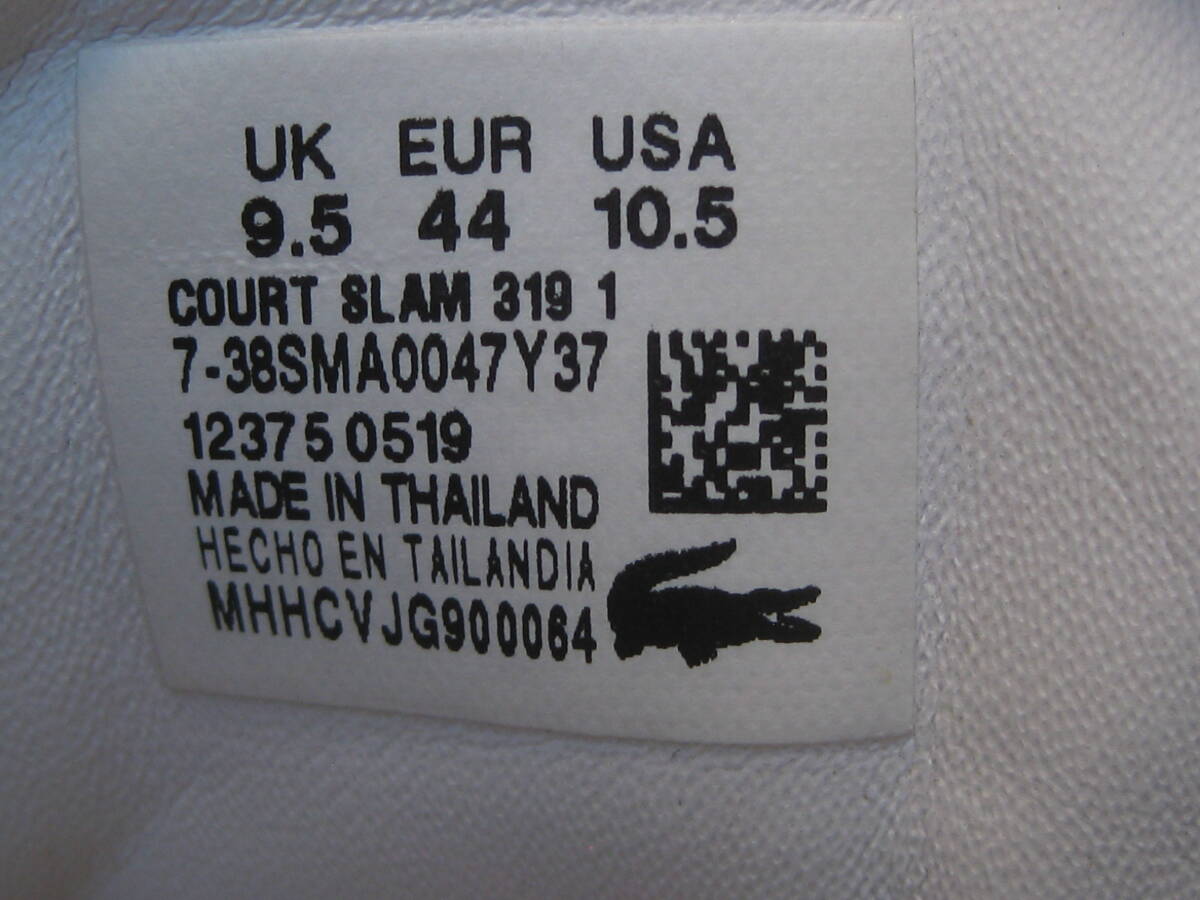 UK EUR USA
9.5 44 10.5
COURT SLAM 319 1
7-38SMA0047Y37
12375 0519
MADE IN THAILAND
HECHO EN TAILANDIA
MHHCVJG900064